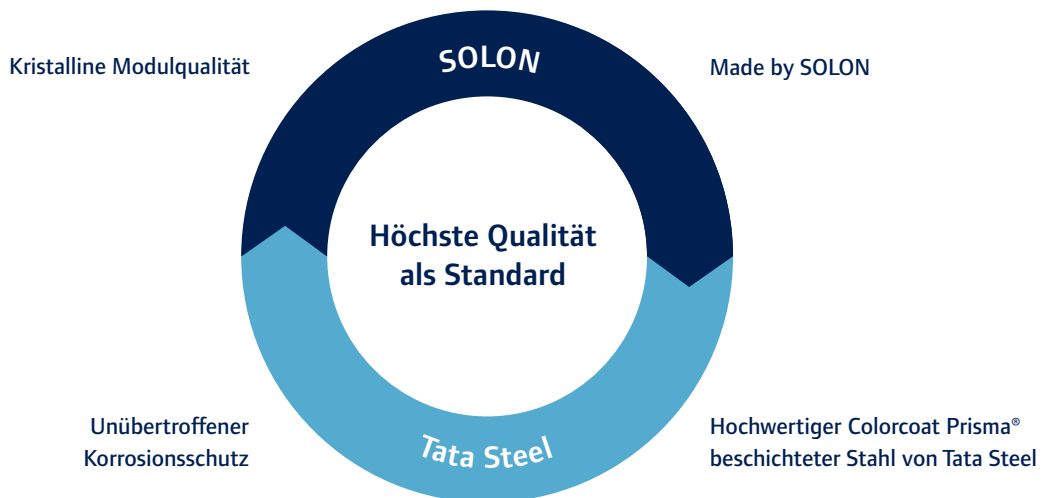 SOLON
Kristalline Modulqualität
Made by SOLON
Höchste Qualität
als Standard
Unübertroffener
Korrosionsschutz
Tata Steel
Hochwertiger Colorcoat Prisma®
beschichteter Stahl von Tata Steel